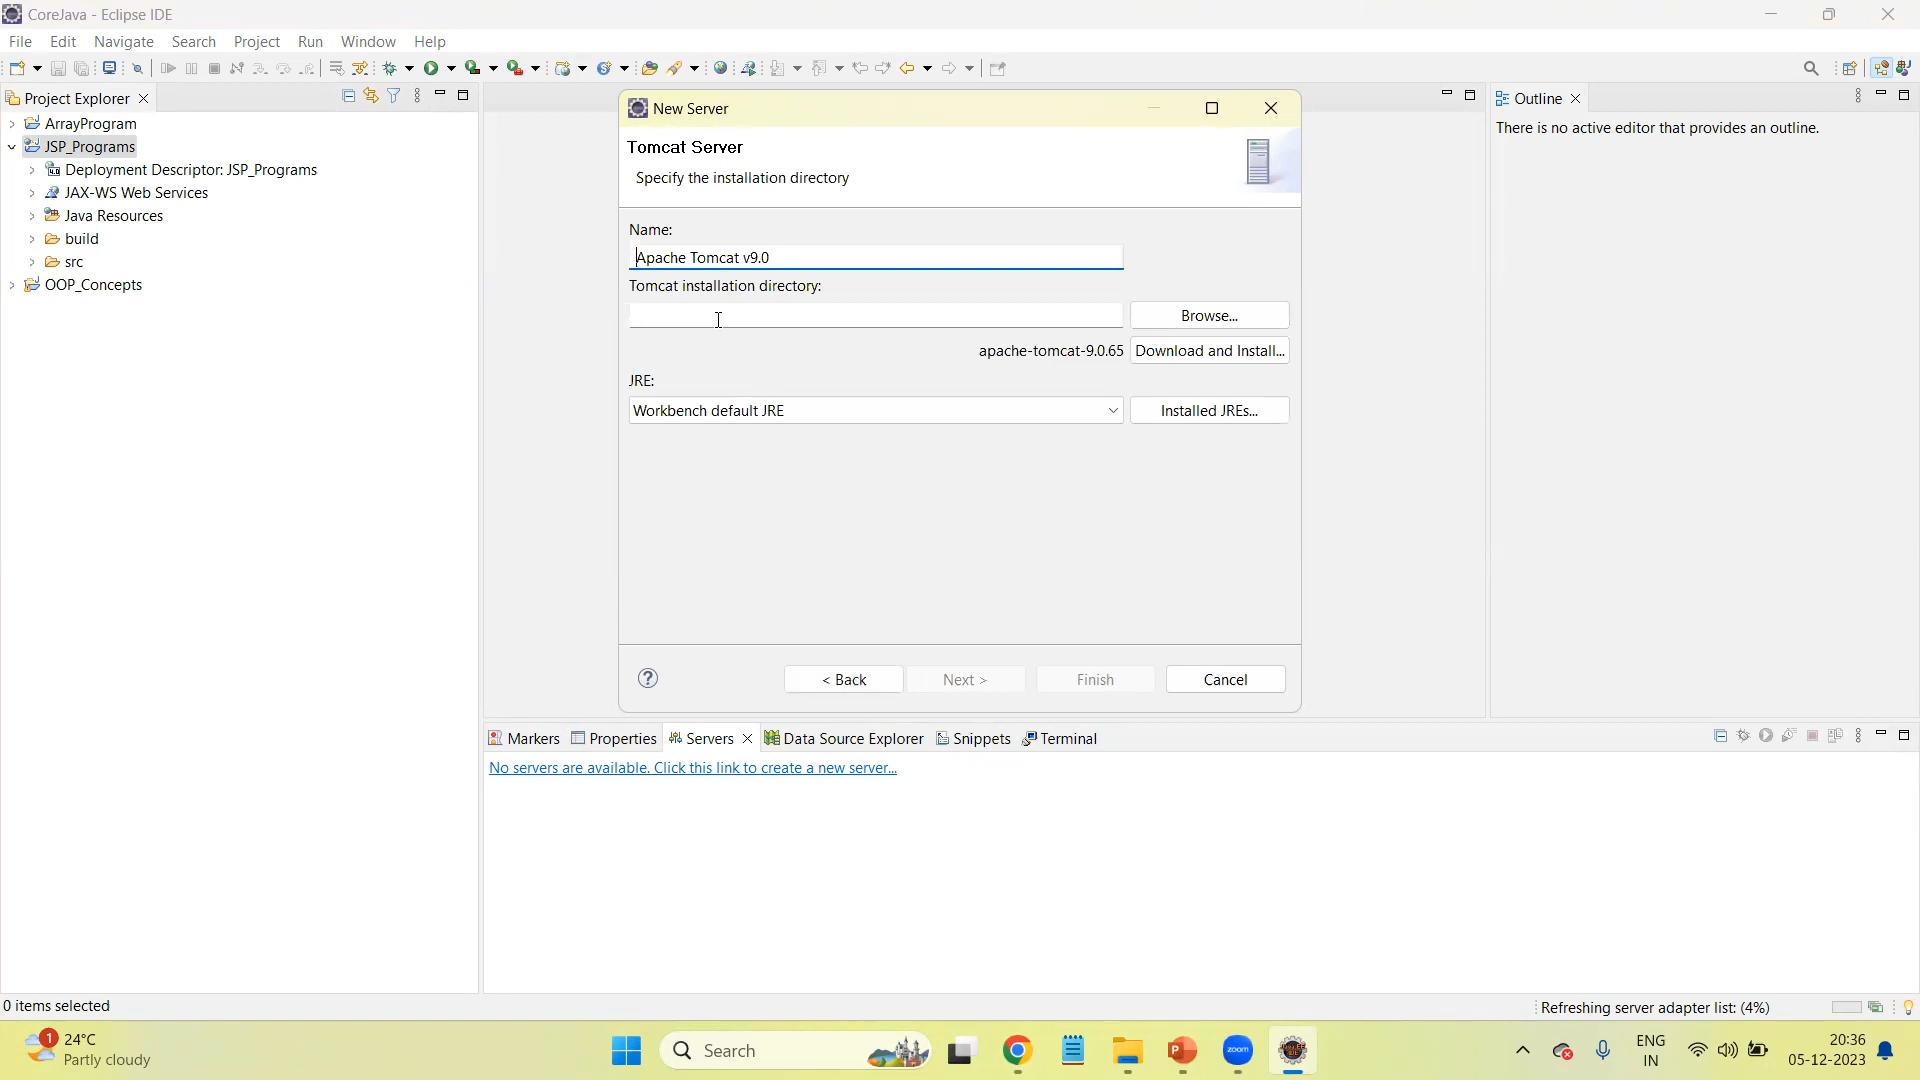 CoreJava - Eclipse IDE
File Edit Navigate Search Project Run Window Help
Project Explorer
ArrayProgram
JSP_Programs
Deployment Descriptor: JSP_Programs
JAX-WS Web Services
Java Resources
build
src
OOP_Concepts
New Server
Tomcat Server
Specify the installation directory
Name:
Apache Tomcat v9.0
Tomcat installation directory:
Browse...
apache-tomcat-9.0.65 Download and Install...
JRE:
Workbench default JRE Installed JREs...
< Back Next > Finish Cancel
Outline
There is no active editor that provides an outline.
Markers Properties Servers Data Source Explorer Snippets Terminal
No servers are available. Click this link to create a new server...
0 items selected Refreshing server adapter list: (4%)
1 24°C
Partly cloudy
Search
zoom
ENG
IN
20:36
05-12-2023